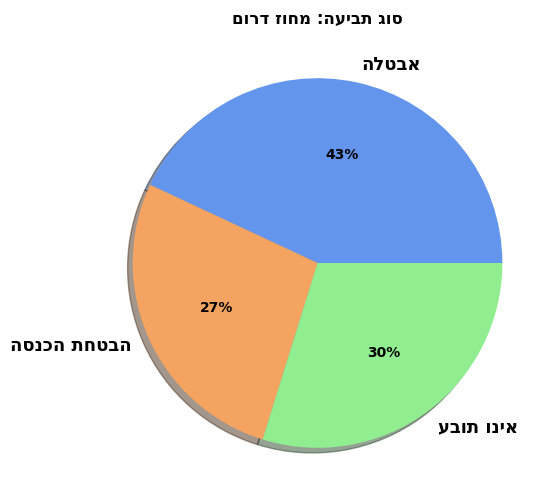 סוג תביעה: מחוז דרום
אבטלה
43%
27%
הבטחת הכנסה
30%
אינו תובע